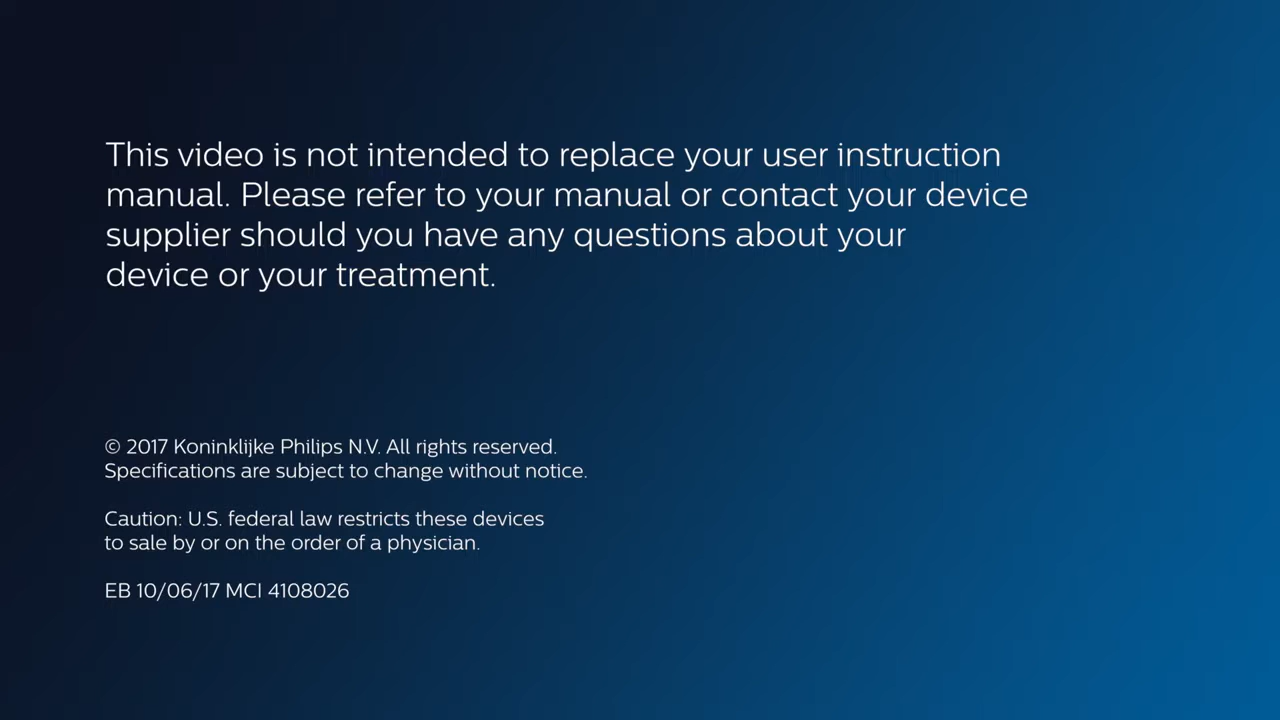 This video is not intended to replace your user instruction
manual. Please refer to your manual or contact your device
supplier should you have any questions about your
device or your treatment.
© 2017 Koninklijke Philips N.V. All rights reserved.
Specifications are subject to change without notice.
Caution: U.S. federal law restricts these devices
to sale by or on the order of a physician.
EB 10/06/17 MCI 4108026